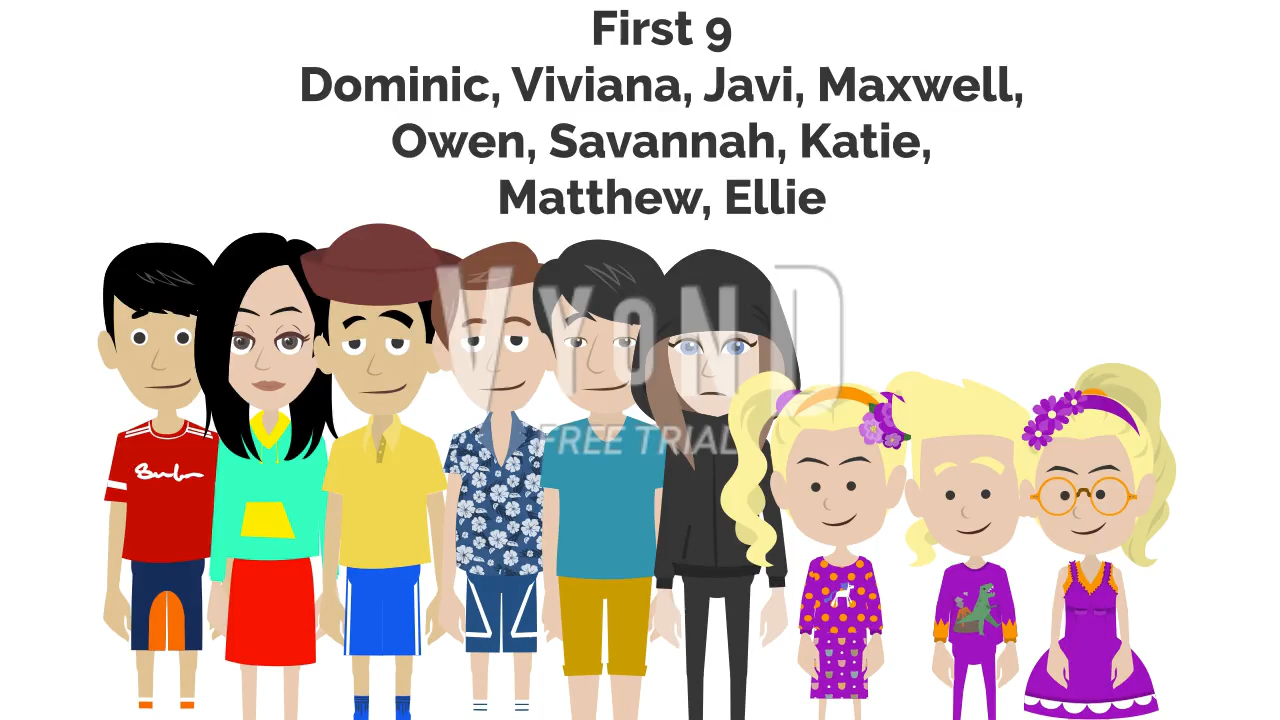 First 9
Dominic, Viviana, Javi, Maxwell,
Owen, Savannah, Katie,
Matthew, Ellie
VYOND
FREE TRIAL